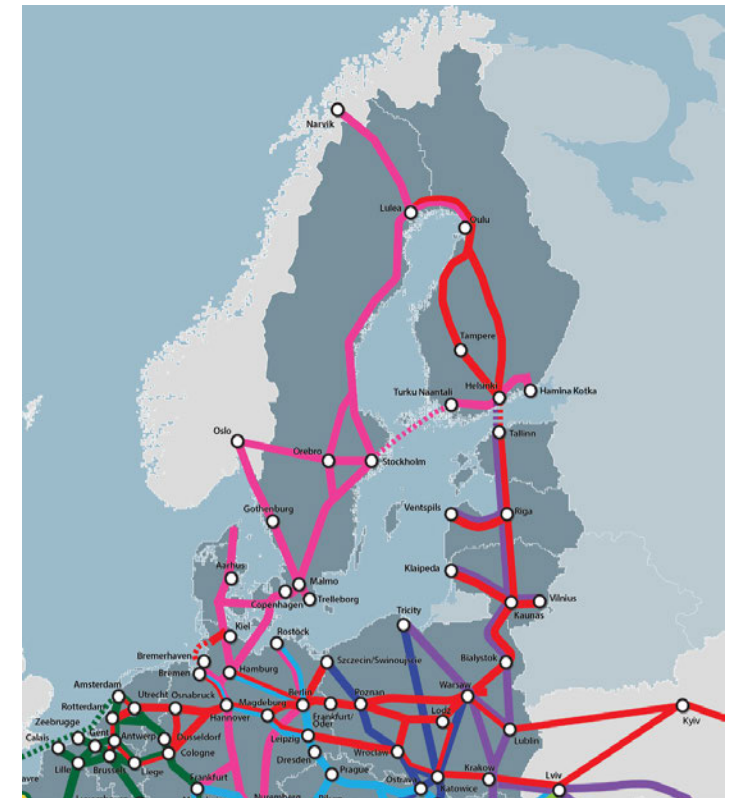 Narvik
Lulea
Oulu
Tampere
Helsinki
Turku Naantali
Hamina Kotka
Oslo
Orebro
Stockholm
Tallinn
Gothenburg
Ventspils
Riga
Aarhus
Malmo
Klaipeda
Copenhagen
Trelleborg
Vilnius
Kaunas
Tricity
Kiel
Rostock
Bremerhaven
Szczecin/Swinoujscie
Bialystok
Bremen
Hamburg
Amsterdam
Utrecht
Osnabruck
Berlin
Poznan
Warsaw
Rotterdam
Magdeburg
Zeebrugge
Hannover
Frankfurt/
Oder
Lodz
Kyiv
Calais
Gent
Antwerp
Dusseldorf
Leipzig
Lublin
Cologne
Wroclaw
Lille
Brussels
Liege
Dresden
Prague
Krakow
Lviv
avre
Frankfurt
Ostrava
Katowice
Nuremberg